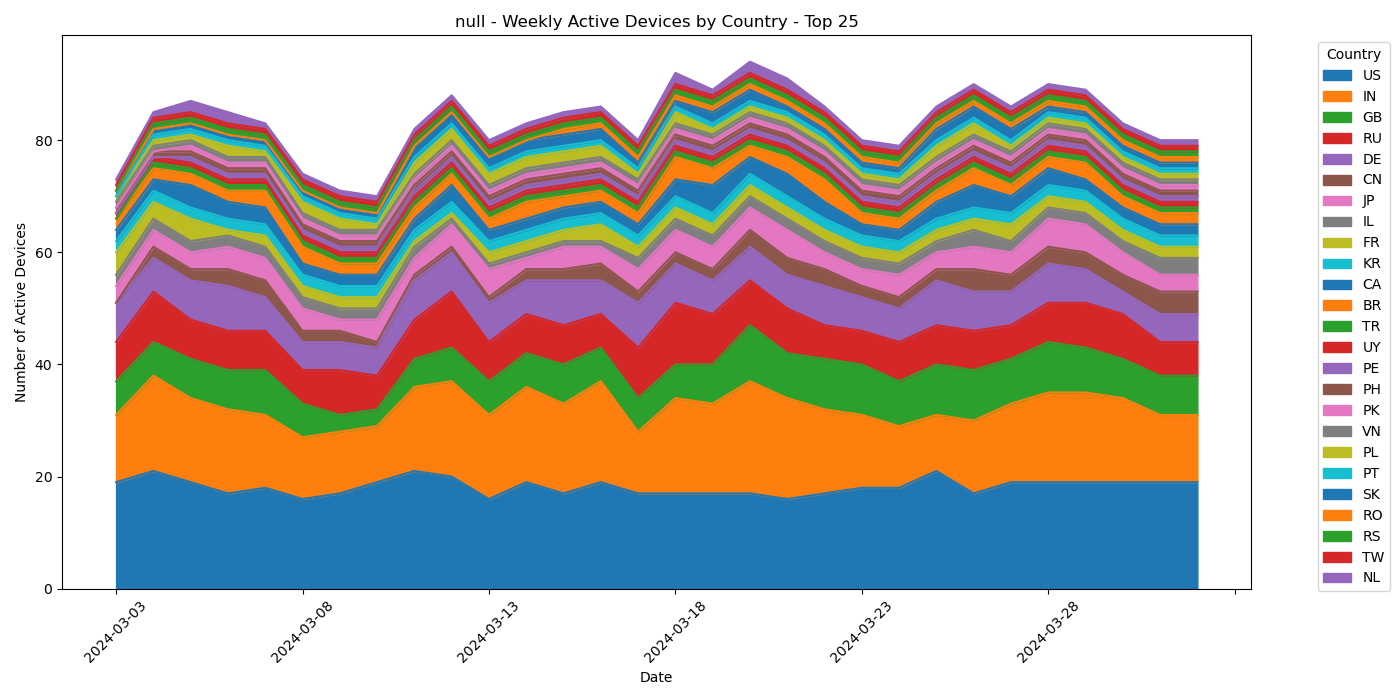 null - Weekly Active Devices by Country - Top 25
Number of Active Devices
80
60
40
20
0
2024-03-03
2024-03-08
2024-03-13
2024-03-18
2024-03-23
2024-03-28
Date
Country
US
IN
GB
RU
DE
CN
JP
IL
FR
KR
CA
BR
TR
UY
PE
PH
PK
VN
PL
PT
SK
RO
RS
TW
NL